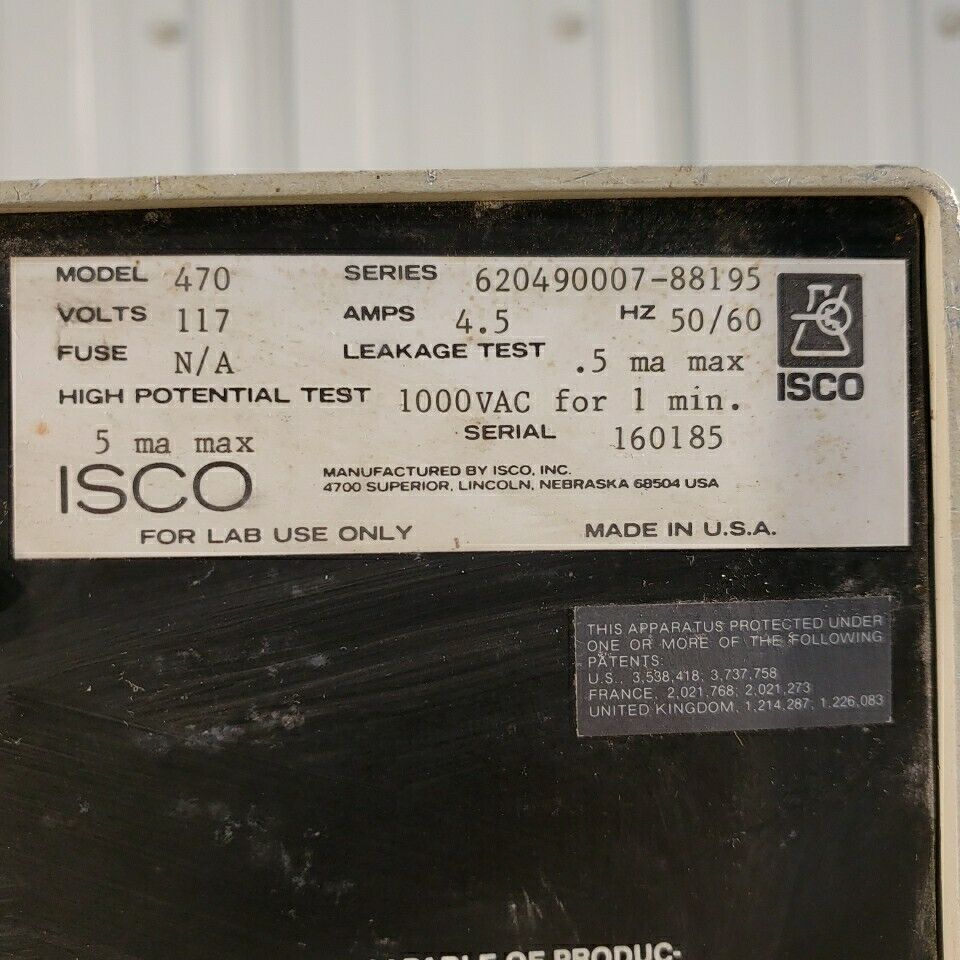 MODEL 470 SERIES 620490007-88195
VOLTS 117 AMPS 4.5 HZ 50/60
FUSE N/A LEAKAGE TEST .5 ma max
ISCO
HIGH POTENTIAL TEST 1000VAC for 1 min.
5 ma max SERIAL 160185
ISCO
MANUFACTURED BY ISCO, INC.
4700 SUPERIOR, LINCOLN, NEBRASKA 68504 USA
FOR LAB USE ONLY MADE IN U.S.A.
THIS APPARATUS PROTECTED UNDER
ONE OR MORE OF THE FOLLOWING
PATENTS:
U.S., 3,538,418; 3,737,758
FRANCE, 2,021,768; 2,021,273
UNITED KINGDOM, 1,214,287; 1,226,083
CAPABLE OF PRODUC-